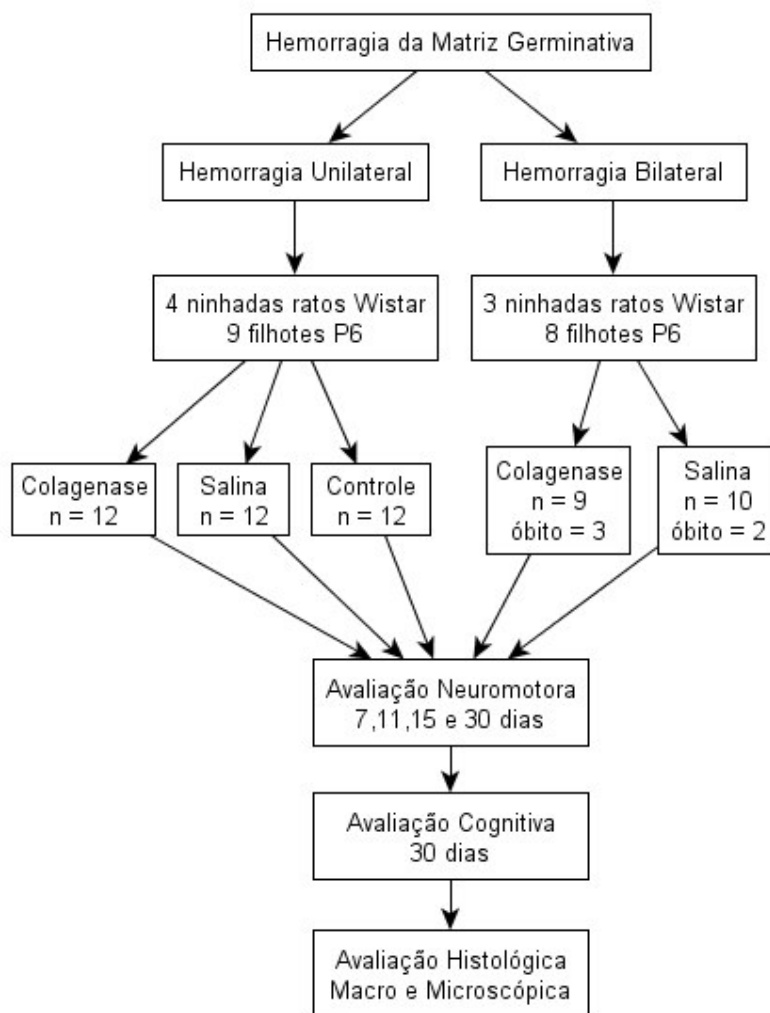 Hemorragia da Matriz Germinativa
Hemorragia Unilateral
Hemorragia Bilateral
4 ninhadas ratos Wistar
9 filhotes P6
3 ninhadas ratos Wistar
8 filhotes P6
Colagenase
n = 12
Salina
n = 12
Controle
n = 12
Colagenase
n = 9
óbito = 3
Salina
n = 10
óbito = 2
Avaliação Neuromotora
7,11,15 e 30 dias
Avaliação Cognitiva
30 dias
Avaliação Histológica
Macro e Microscópica